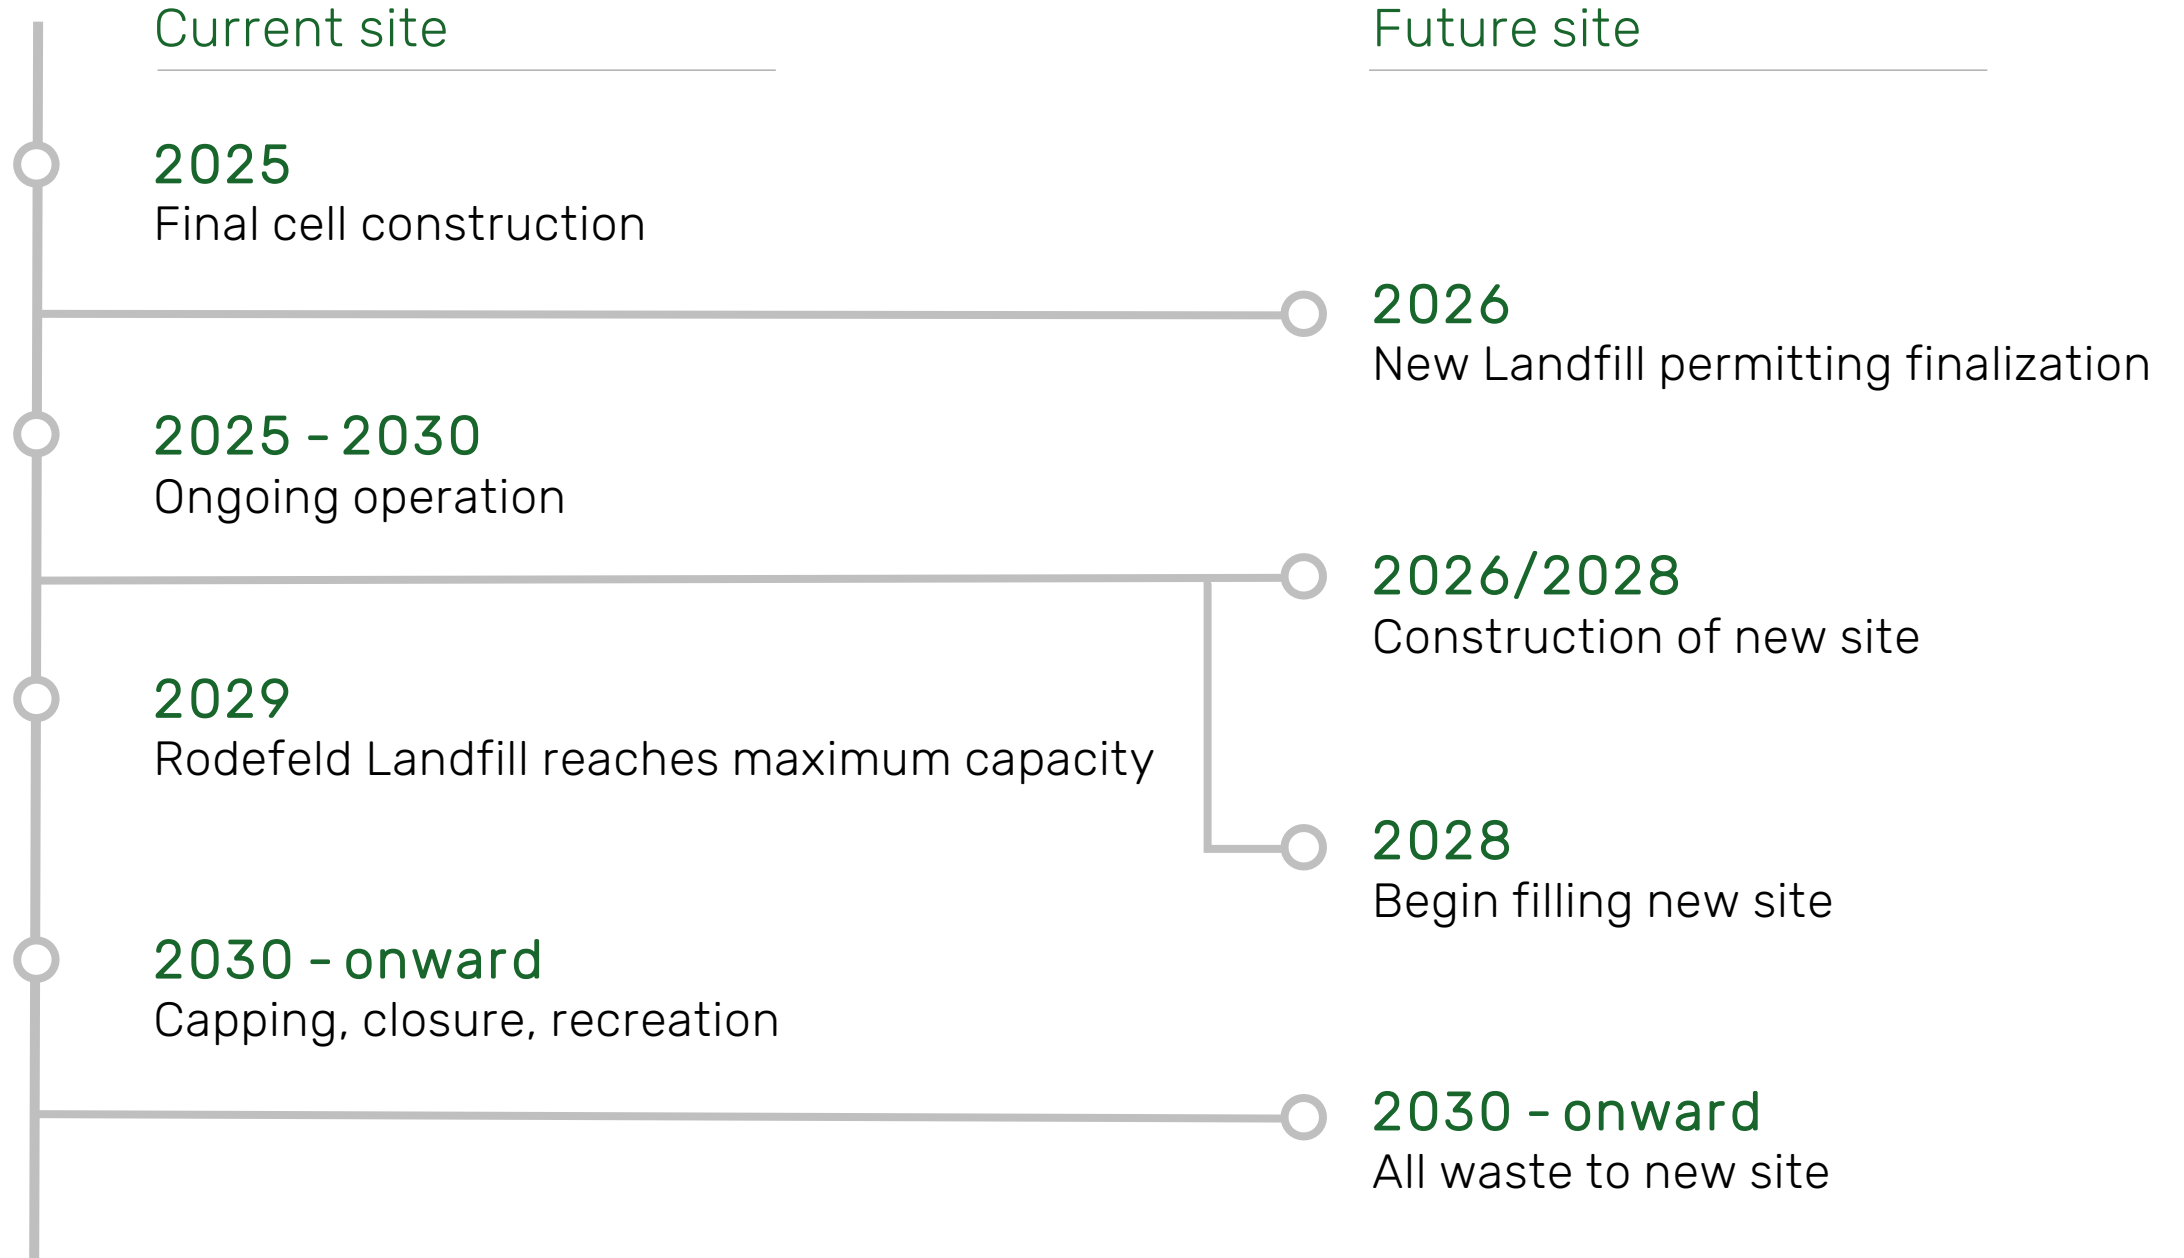 Current site
Future site
2025
Final cell construction
2026
New Landfill permitting finalization
2025 - 2030
Ongoing operation
2026/2028
Construction of new site
2029
Rodefeld Landfill reaches maximum capacity
2028
Begin filling new site
2030 - onward
Capping, closure, recreation
2030 - onward
All waste to new site